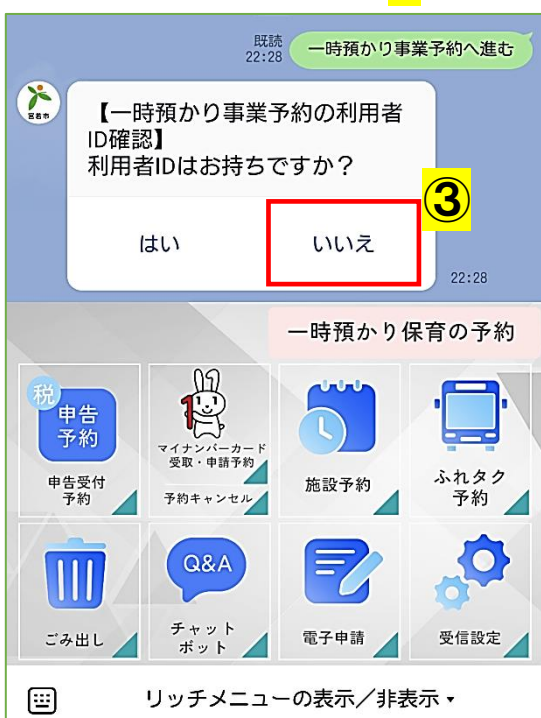 既読
22:28
一時預かり事業予約へ進む
宮若市
【一時預かり事業予約の利用者
ID確認】
利用者IDはお持ちですか？
③
はい
いいえ
22:28
一時預かり保育の予約
税
申告
予約
申告受付
予約
1
マイナンバーカード
受取・申請予約
予約キャンセル
施設予約
ふれタク
予約
ごみ出し
Q&A
チャット
ボット
電子申請
受信設定
リッチメニューの表示／非表示▼